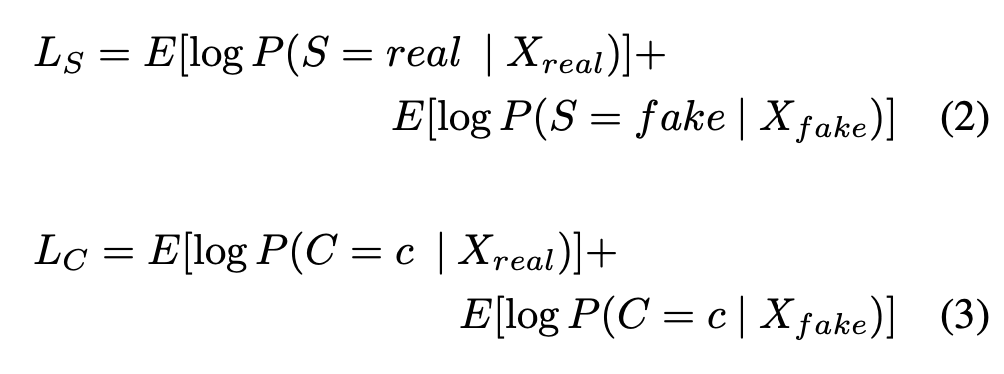 L_S = E[log P(S = real | X_real)]+
E[log P(S = fake | X_fake)] (2)
L_C = E[log P(C = c | X_real)]+
E[log P(C = c | X_fake)] (3)